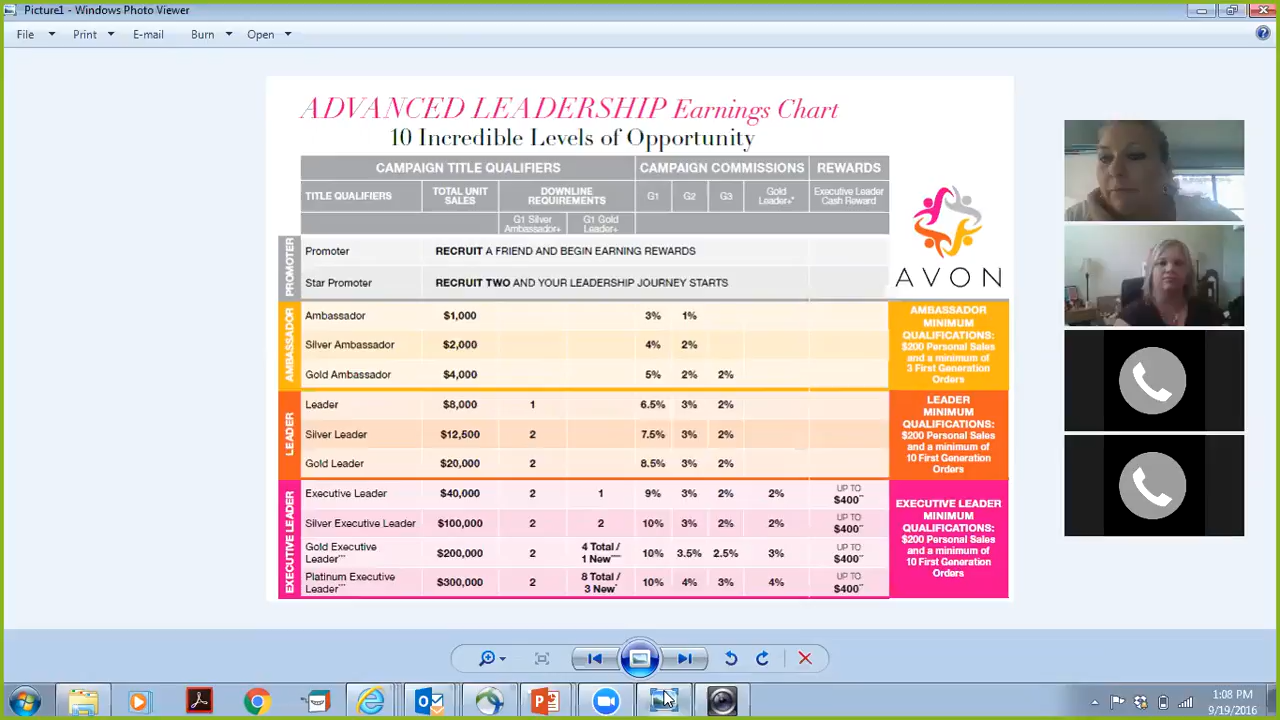 Picture1 - Windows Photo Viewer
File Print E-mail Burn Open
ADVANCED LEADERSHIP Earnings Chart
10 Incredible Levels of Opportunity
CAMPAIGN TITLE QUALIFIERS CAMPAIGN COMMISSIONS REWARDS
TITLE QUALIFIERS TOTAL UNIT SALES DOWNLINE REQUIREMENTS G1 G2 G3 Gold Leader+* Executive Leader Cash Reward
G1 Silver Ambassador+ G1 Gold Leader+
PROMOTER
Promoter RECRUIT A FRIEND AND BEGIN EARNING REWARDS
Star Promoter RECRUIT TWO AND YOUR LEADERSHIP JOURNEY STARTS
AVON
AMBASSADOR
Ambassador $1,000 3% 1%
Silver Ambassador $2,000 4% 2%
Gold Ambassador $4,000 5% 2% 2%
AMBASSADOR
MINIMUM
QUALIFICATIONS:
$200 Personal Sales
and a minimum of
3 First Generation
Orders
LEADER
Leader $8,000 1 6.5% 3% 2%
Silver Leader $12,500 2 7.5% 3% 2%
Gold Leader $20,000 2 8.5% 3% 2%
LEADER
MINIMUM
QUALIFICATIONS:
$200 Personal Sales
and a minimum of
10 First Generation
Orders
EXECUTIVE LEADER
Executive Leader $40,000 2 1 9% 3% 2% 2% UP TO $400**
Silver Executive Leader $100,000 2 2 10% 3% 2% 2% UP TO $400**
Gold Executive Leader*** $200,000 2 4 Total / 1 New 10% 3.5% 2.5% 3% UP TO $400**
Platinum Executive Leader*** $300,000 2 8 Total / 3 New 10% 4% 3% 4% UP TO $400**
EXECUTIVE LEADER
MINIMUM
QUALIFICATIONS:
$200 Personal Sales
and a minimum of
10 First Generation
Orders
1:08 PM
9/19/2016